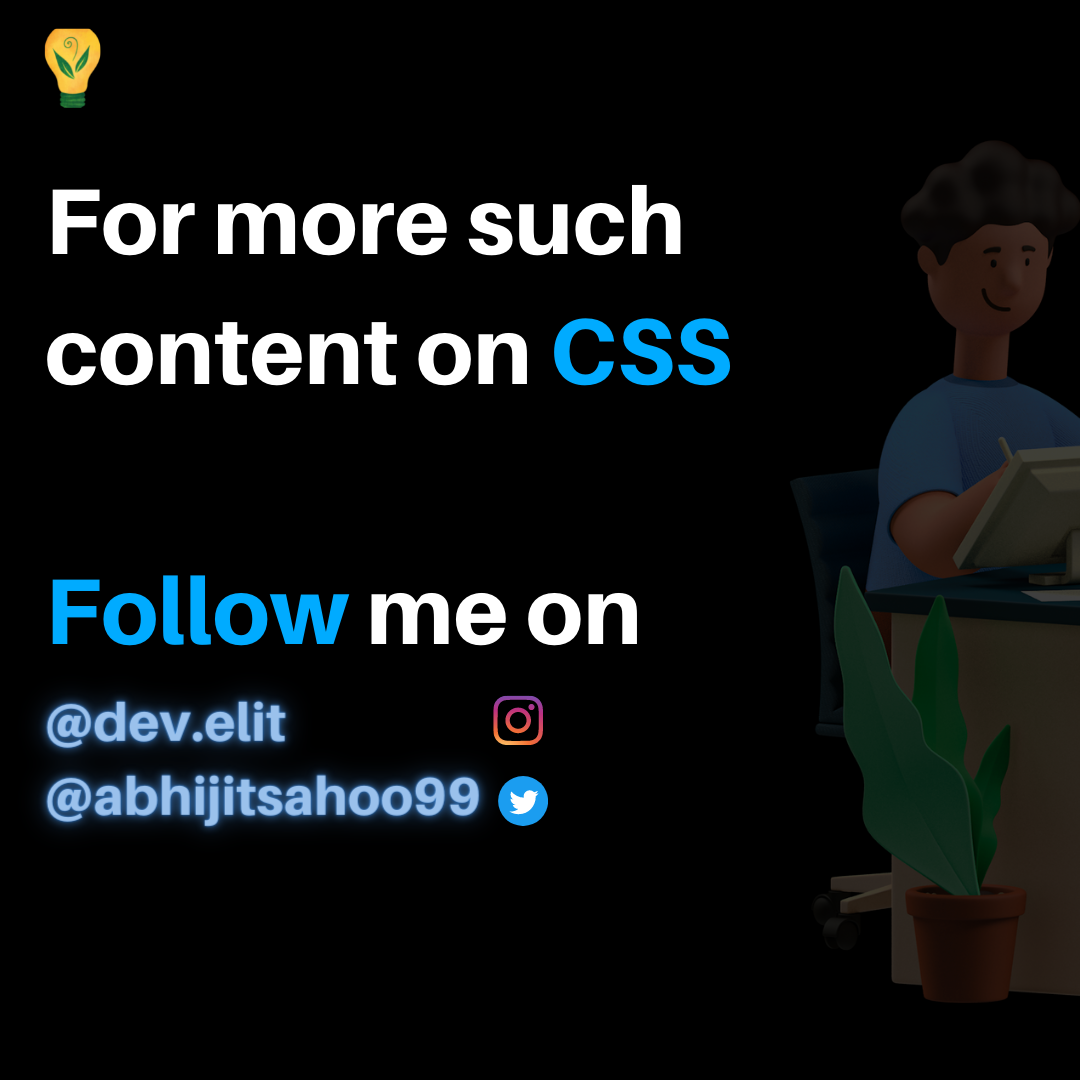 For more such
content on CSS
Follow me on
@dev.elit
@abhijitsahoo99